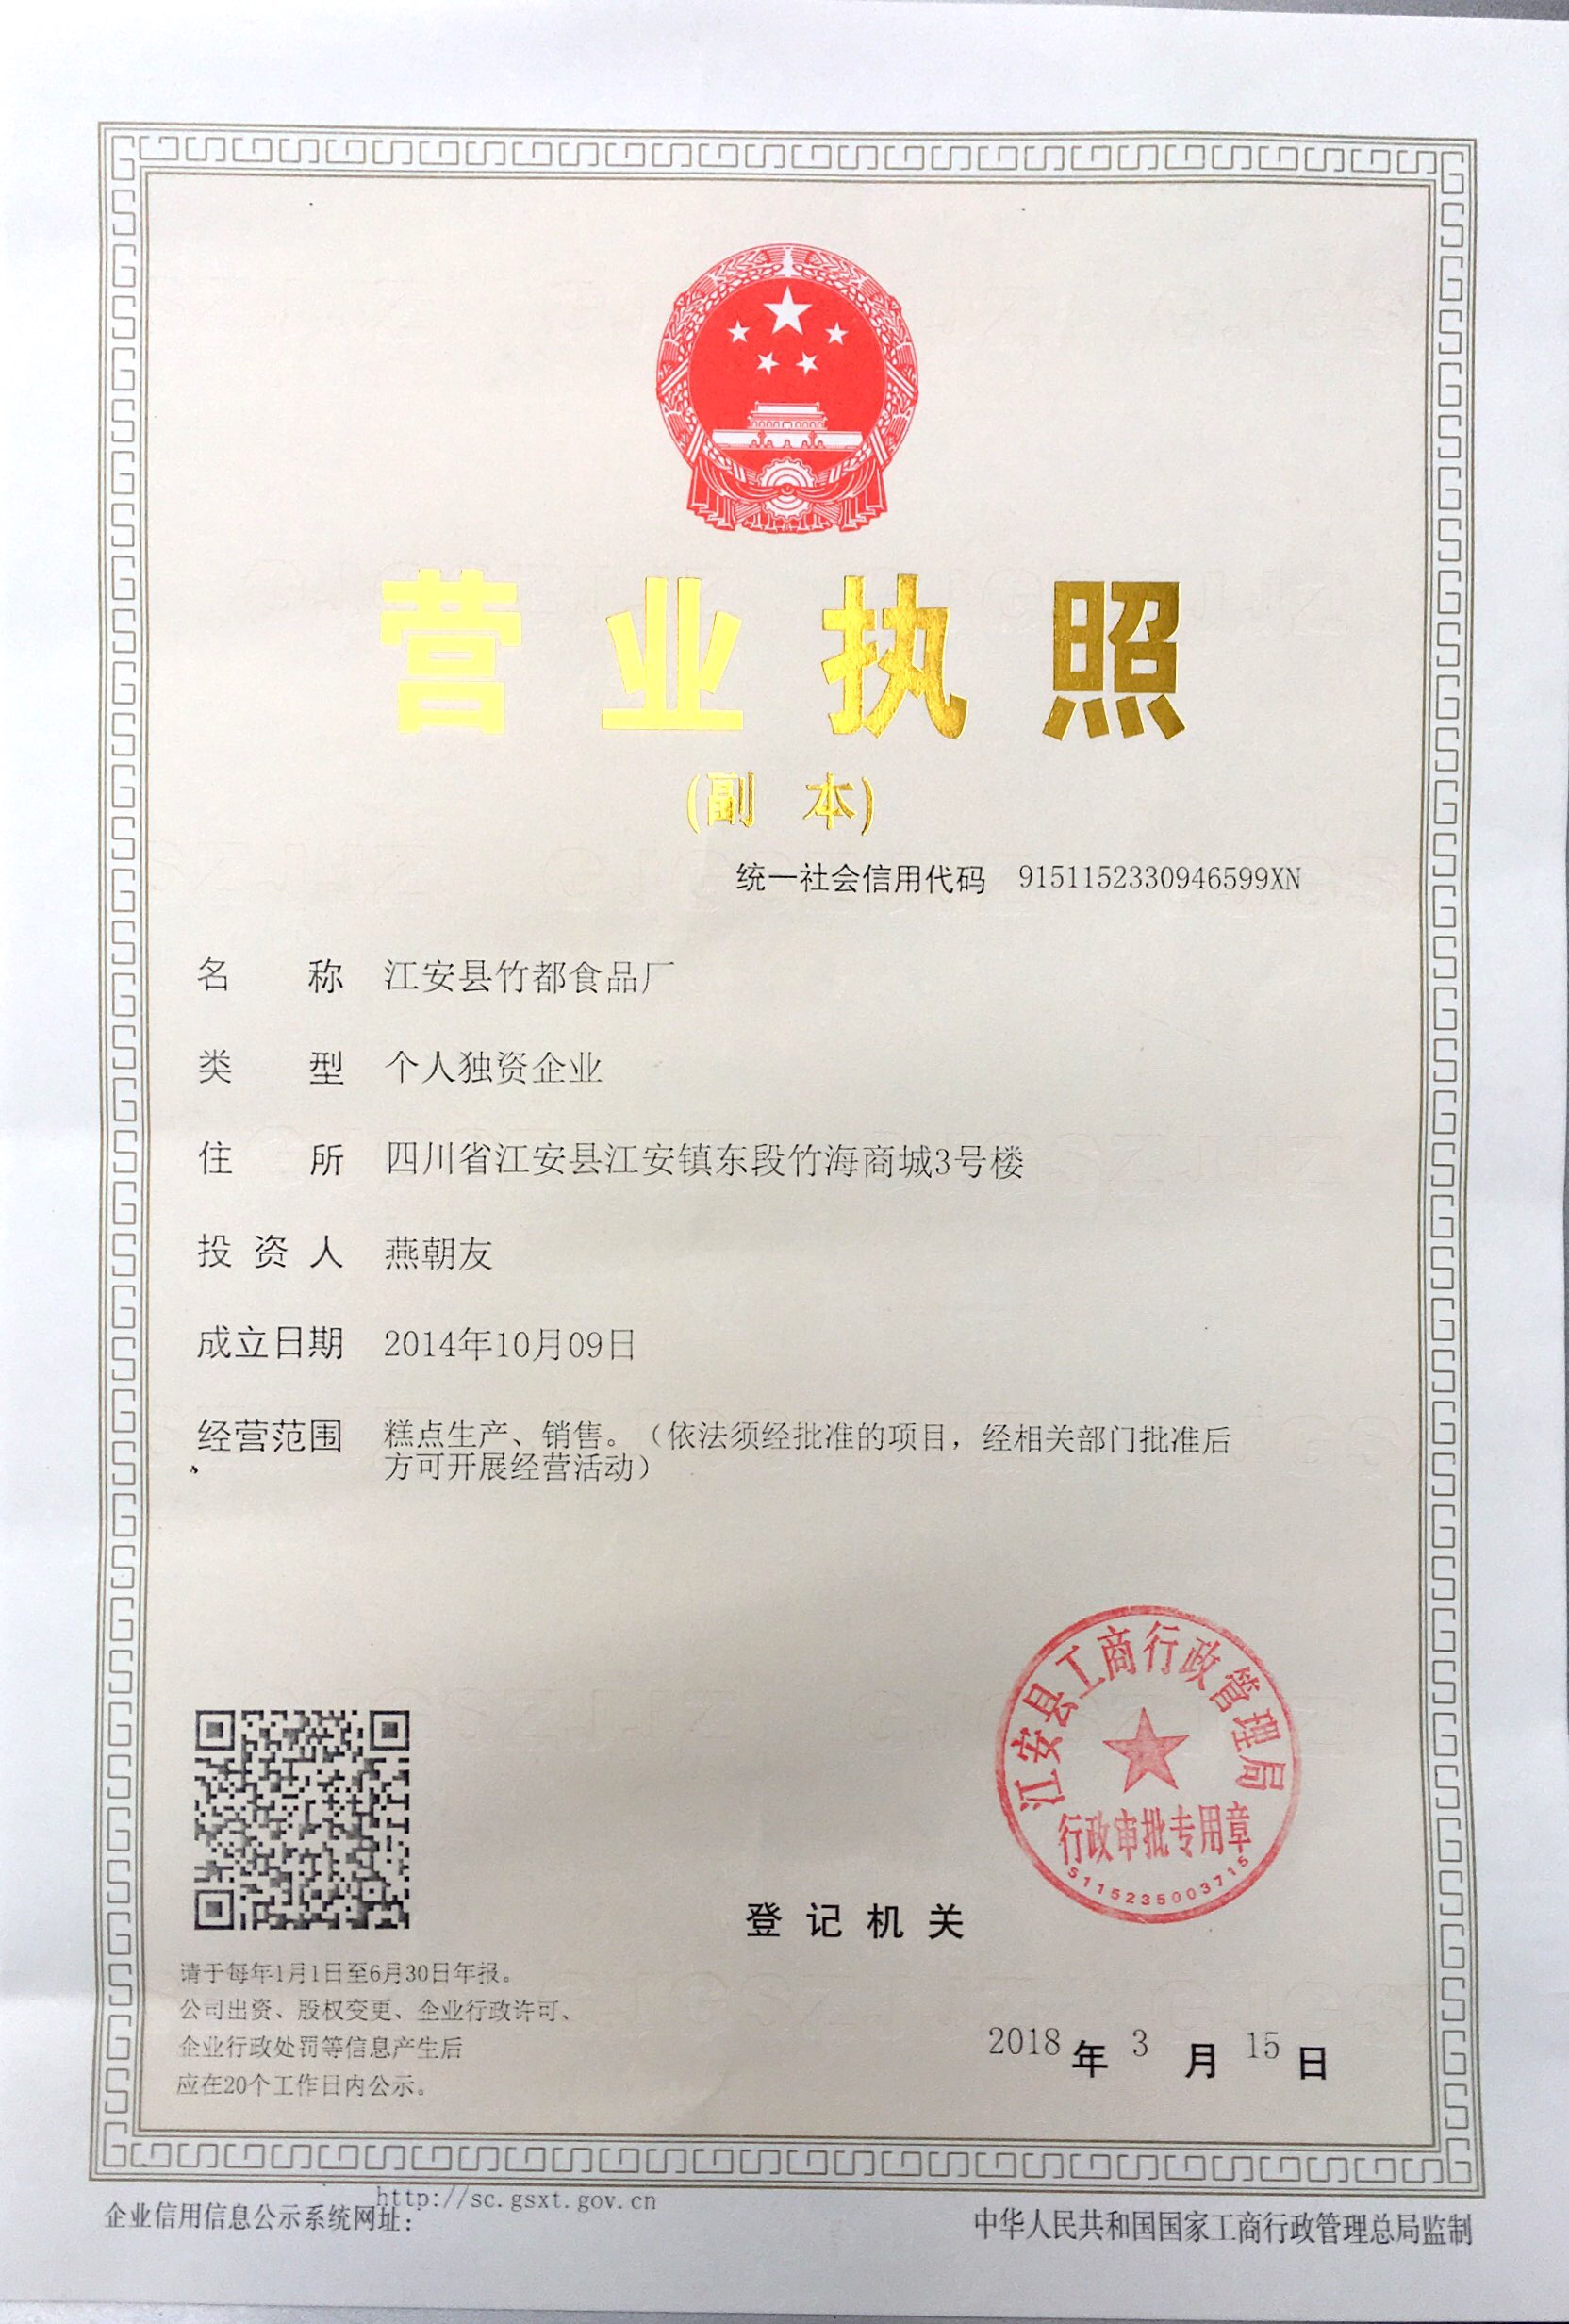 营业执照
(副本)
统一社会信用代码 9151152330946599XN
名称 江安县竹都食品厂
类型 个人独资企业
住所 四川省江安县江安镇东段竹海商城3号楼
投资人 燕朝友
成立日期 2014年10月09日
经营范围 糕点生产、销售。（依法须经批准的项目，经相关部门批准后
方可开展经营活动）
江安县工商行政管理局
行政审批专用章
5115235003715
登记机关
请于每年1月1日至6月30日年报。
公司出资、股权变更、企业行政许可、
企业行政处罚等信息产生后
应在20个工作日内公示。
2018年3月15日
企业信用信息公示系统网址：http://sc.gsxt.gov.cn
中华人民共和国国家工商行政管理总局监制